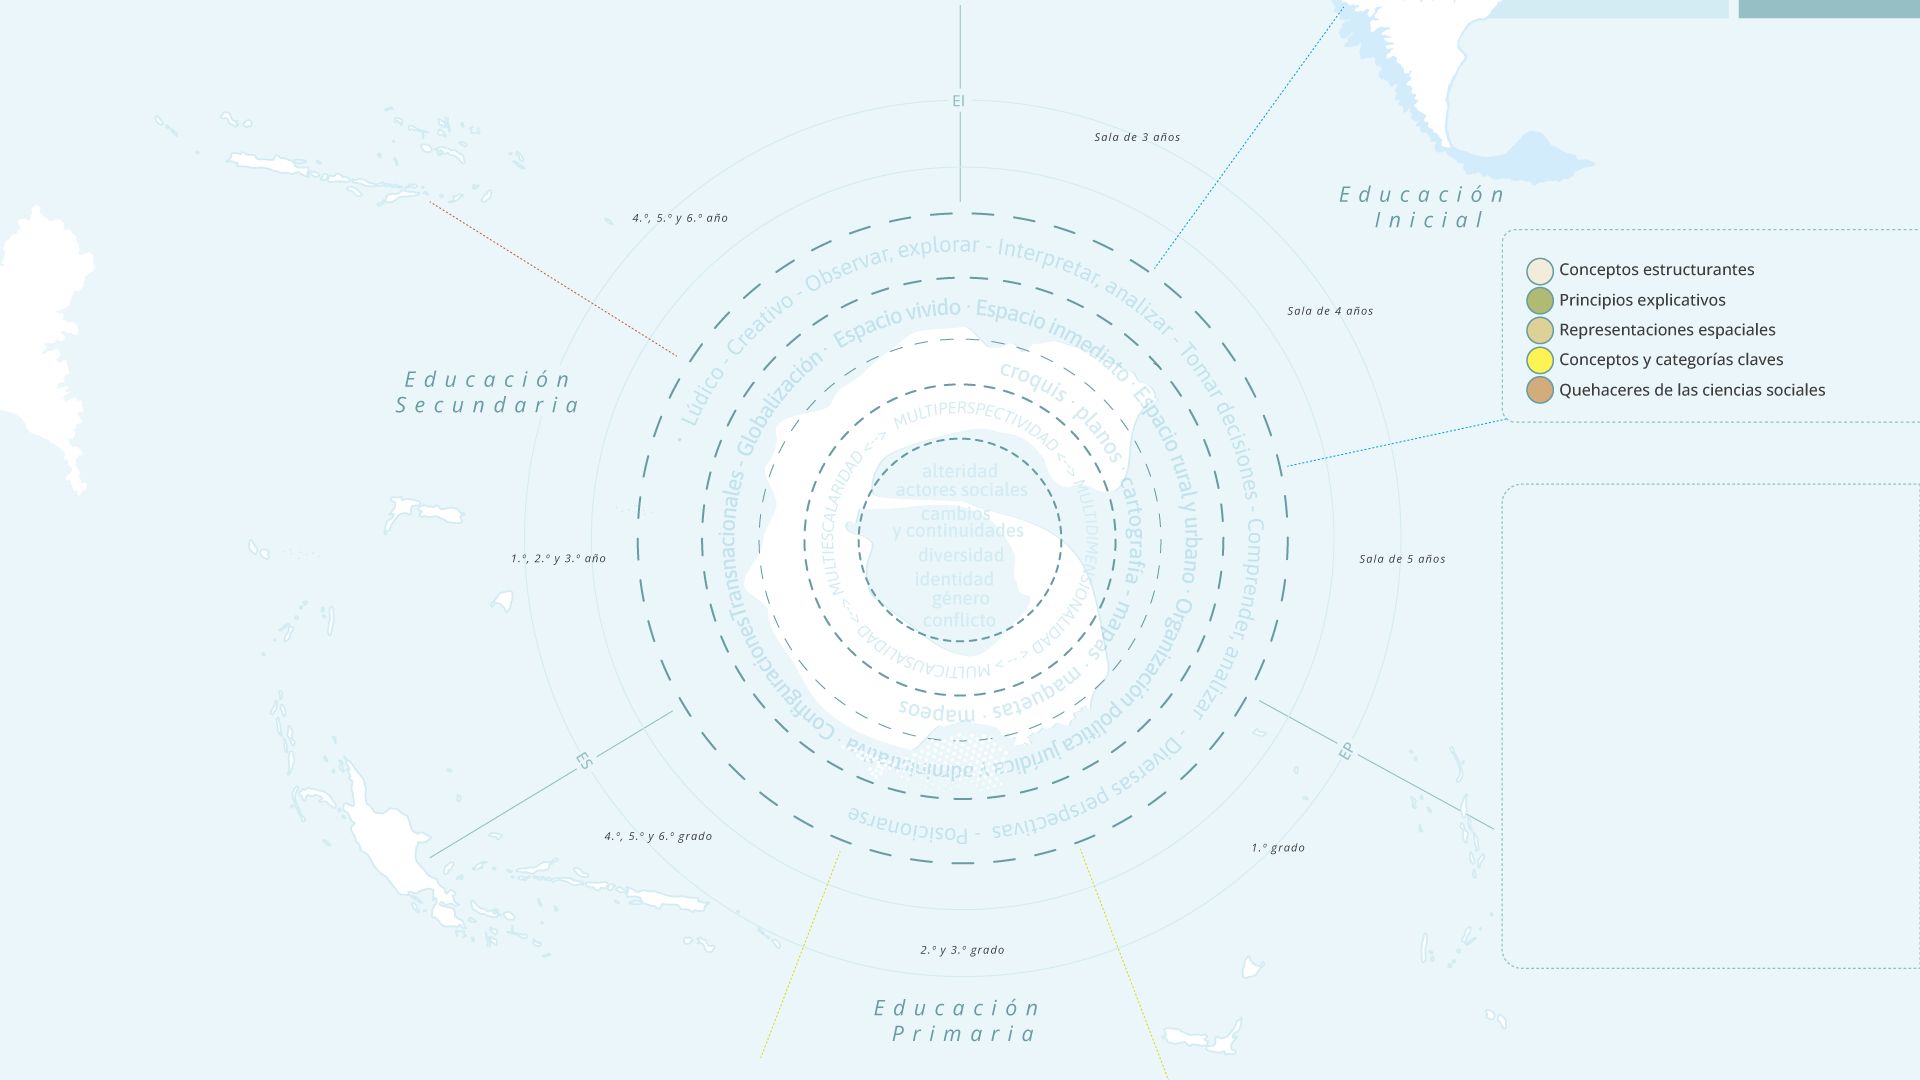 EI
Sala de 3 años
Educación
Inicial
4.º, 5.º y 6.º año
Sala de 4 años
Conceptos estructurantes
Principios explicativos
Representaciones espaciales
Conceptos y categorías claves
Quehaceres de las ciencias sociales
Educación
Secundaria
· Lúdico - Creativo - Observar, explorar - Interpretar, analizar - Tomar decisiones - Comprender, analizar - Diversas perspectivas - Posicionarse
Espacio vivido · Espacio inmediato · Espacio rural y urbano · Organización política jurídica y administrativa · Configuraciones Transnacionales - Globalización ·
croquis · planos · cartografía - mapas · maquetas · mapeos
MULTIPERSPECTIVIDAD <--> MULTIDIMENSIONALIDAD <--> MULTICAUSALIDAD <--> MULTIESCALARIDAD <-->
alteridad
actores sociales
cambios
y continuidades
diversidad
identidad
género
conflicto
1.º, 2.º y 3.º año
Sala de 5 años
ES
EP
4.º, 5.º y 6.º grado
1.º grado
2.º y 3.º grado
Educación
Primaria